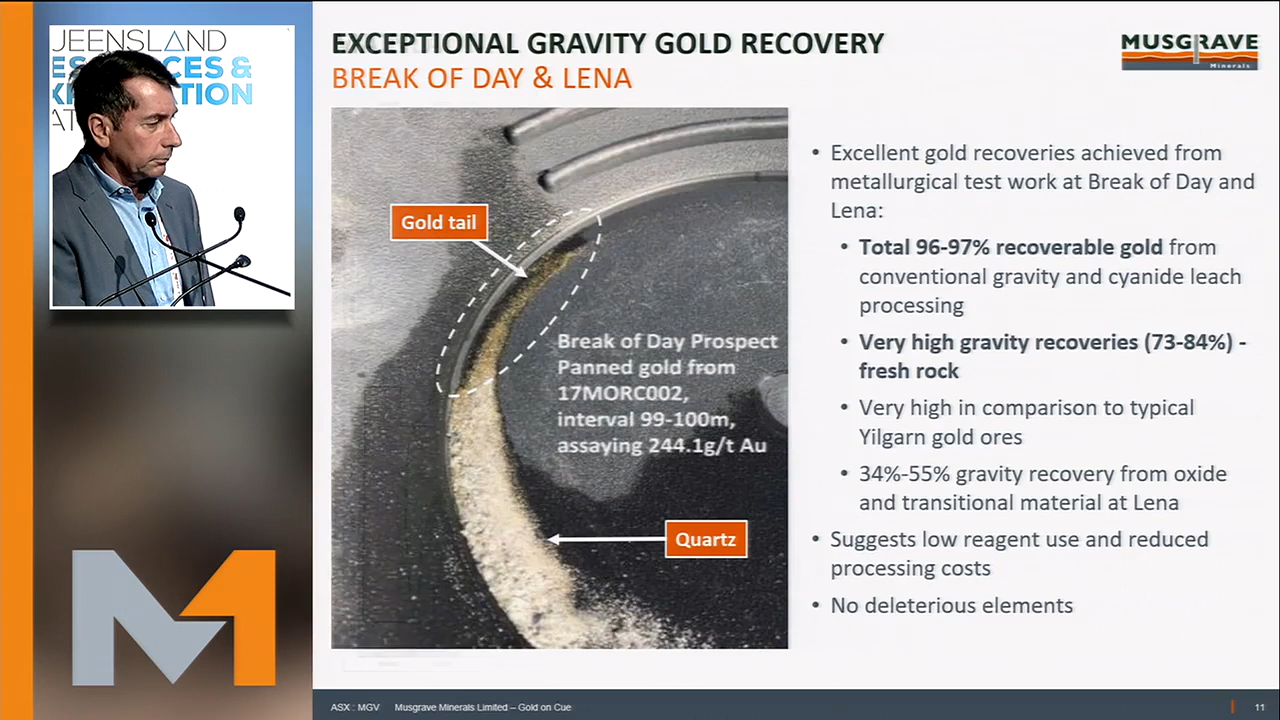 JEENSLAND
EXCEPTIONAL GRAVITY GOLD RECOVERY
BREAK OF DAY & LENA
MUSGRAVE
Minerals
Gold tail
Break of Day Prospect
Panned gold from
17MORC002,
interval 99-100m,
assaying 244.1g/t Au
Quartz
• Excellent gold recoveries achieved from
metallurgical test work at Break of Day and
Lena:
• Total 96-97% recoverable gold from
conventional gravity and cyanide leach
processing
• Very high gravity recoveries (73-84%) -
fresh rock
• Very high in comparison to typical
Yilgarn gold ores
• 34%-55% gravity recovery from oxide
and transitional material at Lena
• Suggests low reagent use and reduced
processing costs
• No deleterious elements
M1
ASX : MGV Musgrave Minerals Limited – Gold on Cue
11